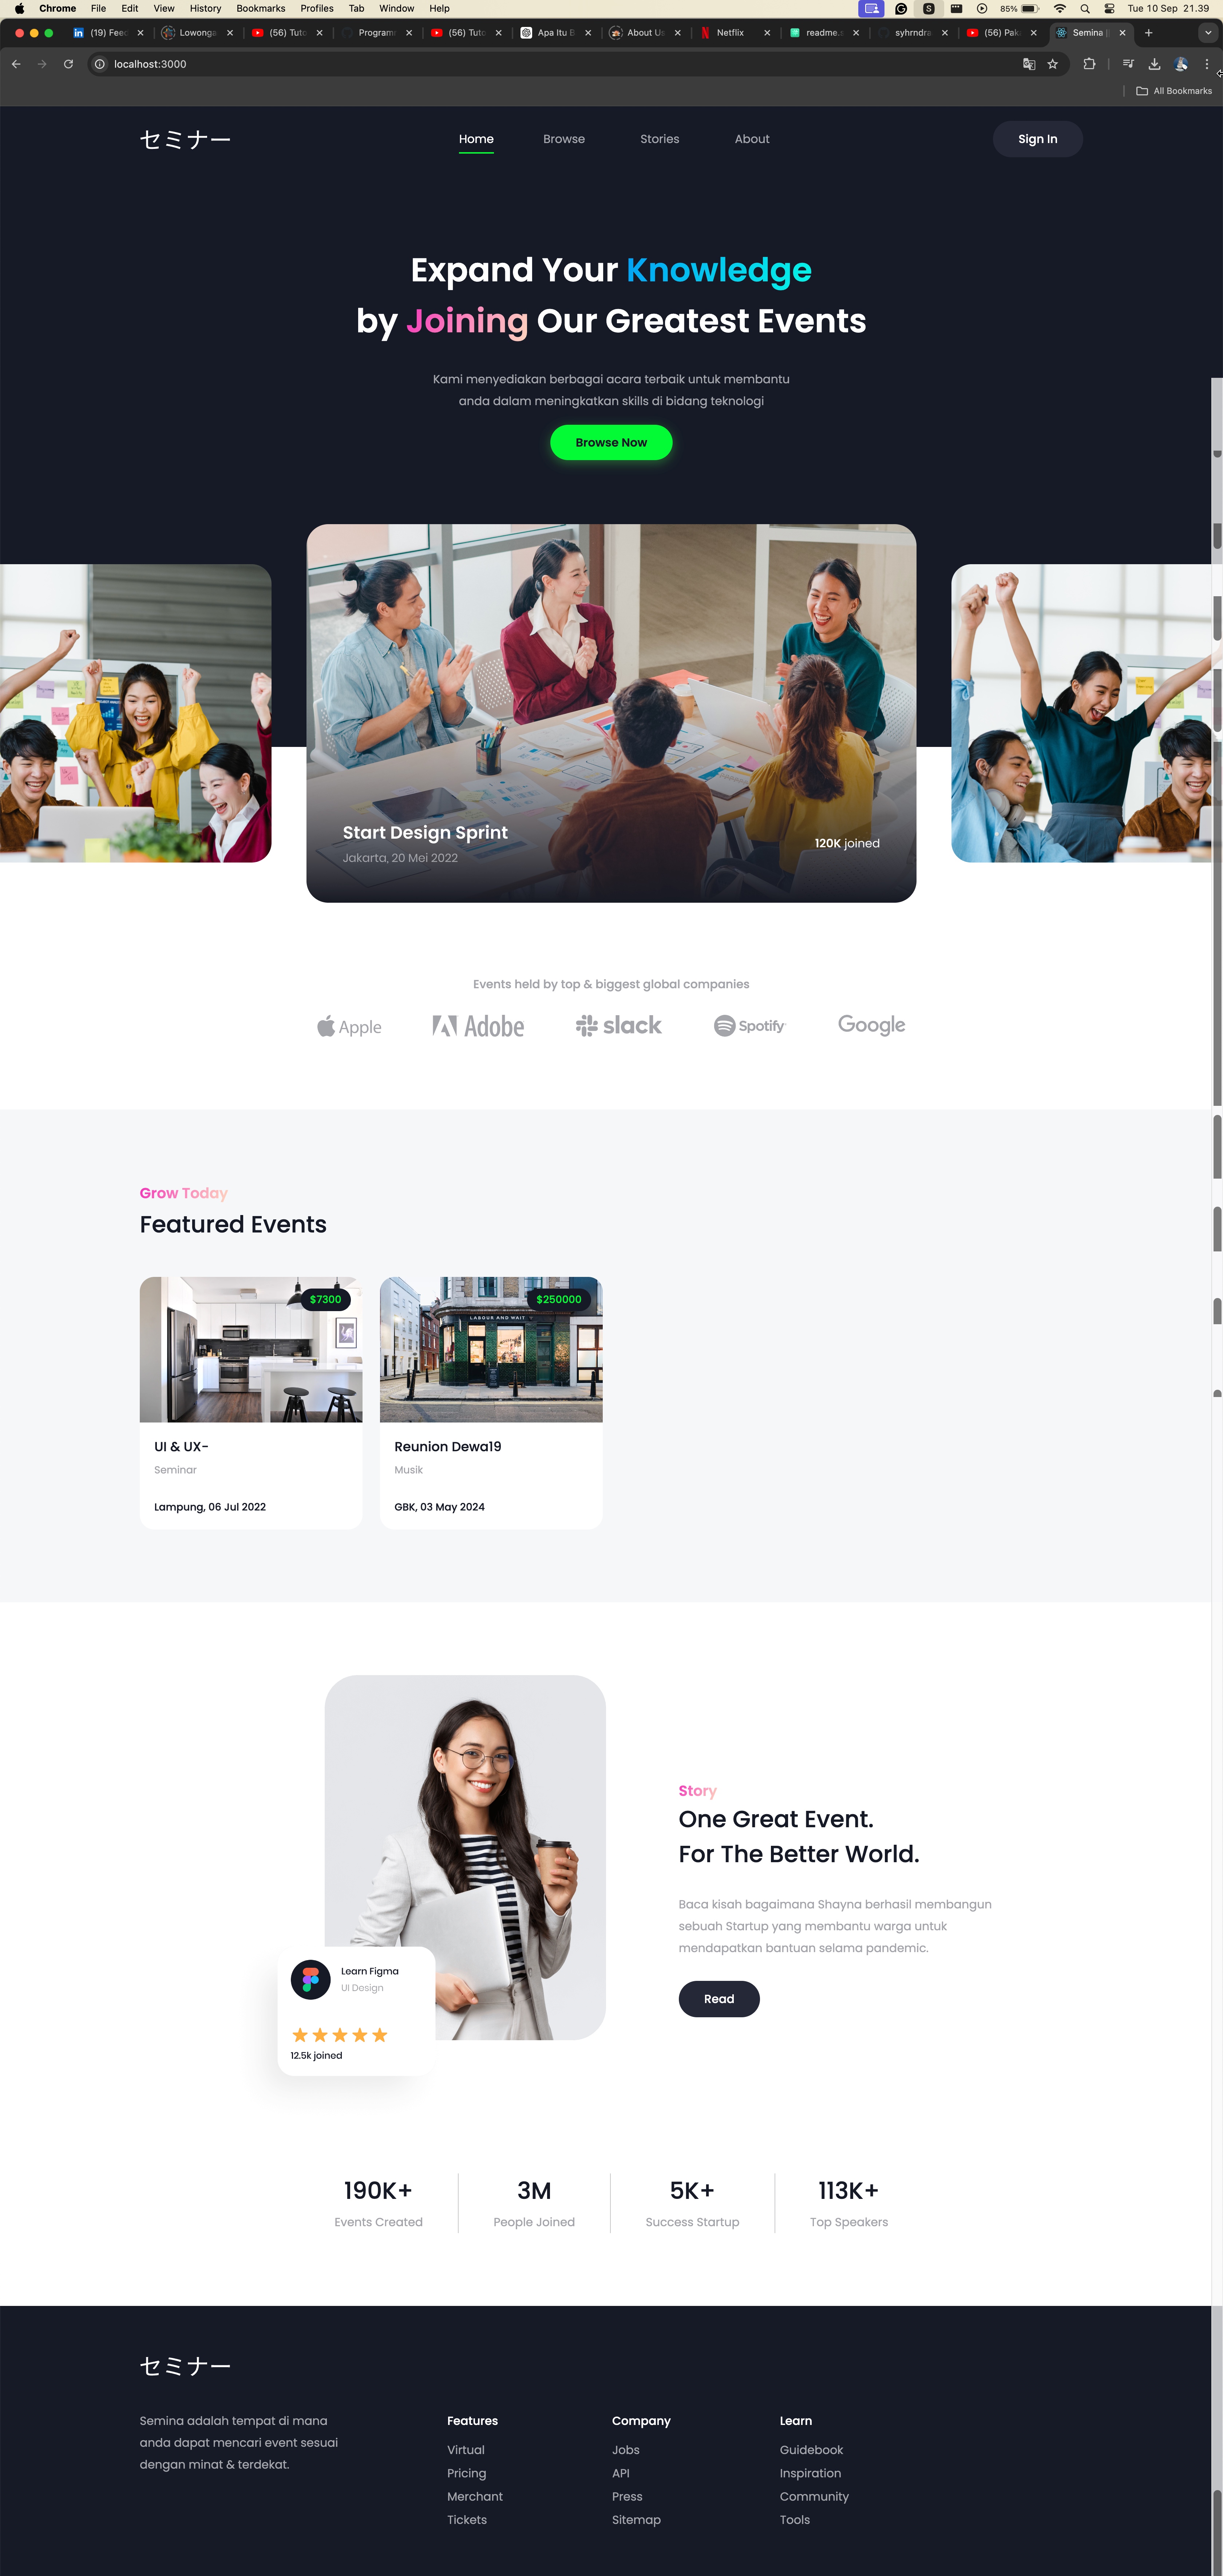 Chrome File Edit View History Bookmarks Profiles Tab Window Help 85% Tue 10 Sep 21.39
(19) Feed Lowonga (56) Tuto Program (56) Tuto Apa Itu B About Us Netflix readme. syhrndra (56) Pak Semina
localhost:3000
All Bookmarks
セミナー Home Browse Stories About Sign In
Expand Your Knowledge
by Joining Our Greatest Events
Kami menyediakan berbagai acara terbaik untuk membantu
anda dalam meningkatkan skills di bidang teknologi
Browse Now
Start Design Sprint
Jakarta, 20 Mei 2022
120K joined
Events held by top & biggest global companies
Apple Adobe slack Spotify Google
Grow Today
Featured Events
$7300
UI & UX-
Seminar
Lampung, 06 Jul 2022
$250000
LABOUR AND WAIT
Reunion Dewa19
Musik
GBK, 03 May 2024
Learn Figma
UI Design
12.5k joined
Story
One Great Event.
For The Better World.
Baca kisah bagaimana Shayna berhasil membangun
sebuah Startup yang membantu warga untuk
mendapatkan bantuan selama pandemic.
Read
190K+
Events Created
3M
People Joined
5K+
Success Startup
113K+
Top Speakers
セミナー
Semina adalah tempat di mana
anda dapat mencari event sesuai
dengan minat & terdekat.
Features
Virtual
Pricing
Merchant
Tickets
Company
Jobs
API
Press
Sitemap
Learn
Guidebook
Inspiration
Community
Tools